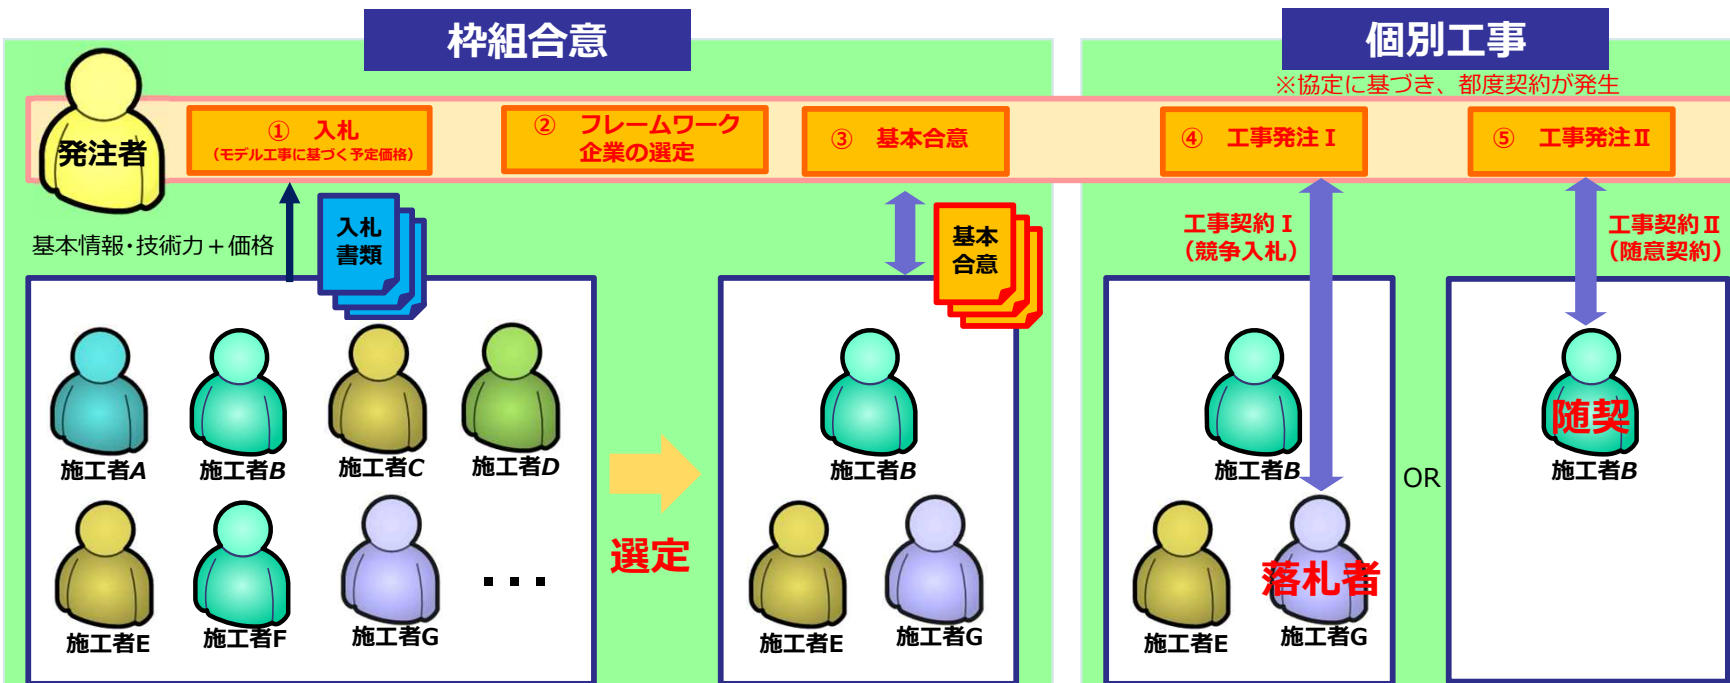 枠組合意
個別工事
※協定に基づき、都度契約が発生
発注者
① 入札
（モデル工事に基づく予定価格）
② フレームワーク
企業の選定
③ 基本合意
④ 工事発注Ⅰ
⑤ 工事発注Ⅱ
基本情報・技術力＋価格
入札
書類
基本
合意
工事契約Ⅰ
（競争入札）
工事契約Ⅱ
（随意契約）
施工者A
施工者B
施工者C
施工者D
施工者E
施工者F
施工者G
・・・
選定
施工者B
施工者E
施工者G
施工者B
施工者E
落札者
施工者G
OR
随契
施工者B